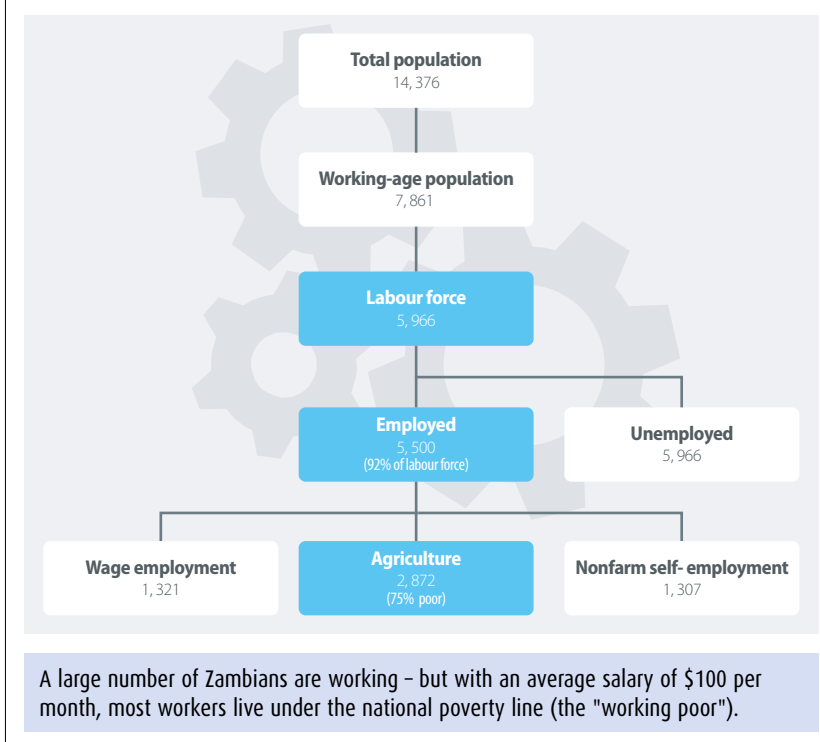 Total population
14, 376
Working-age population
7, 861
Labour force
5, 966
Employed
5, 500
(92% of labour force)
Unemployed
5, 966
Wage employment
1, 321
Agriculture
2, 872
(75% poor)
Nonfarm self- employment
1, 307
A large number of Zambians are working – but with an average salary of $100 per
month, most workers live under the national poverty line (the "working poor").